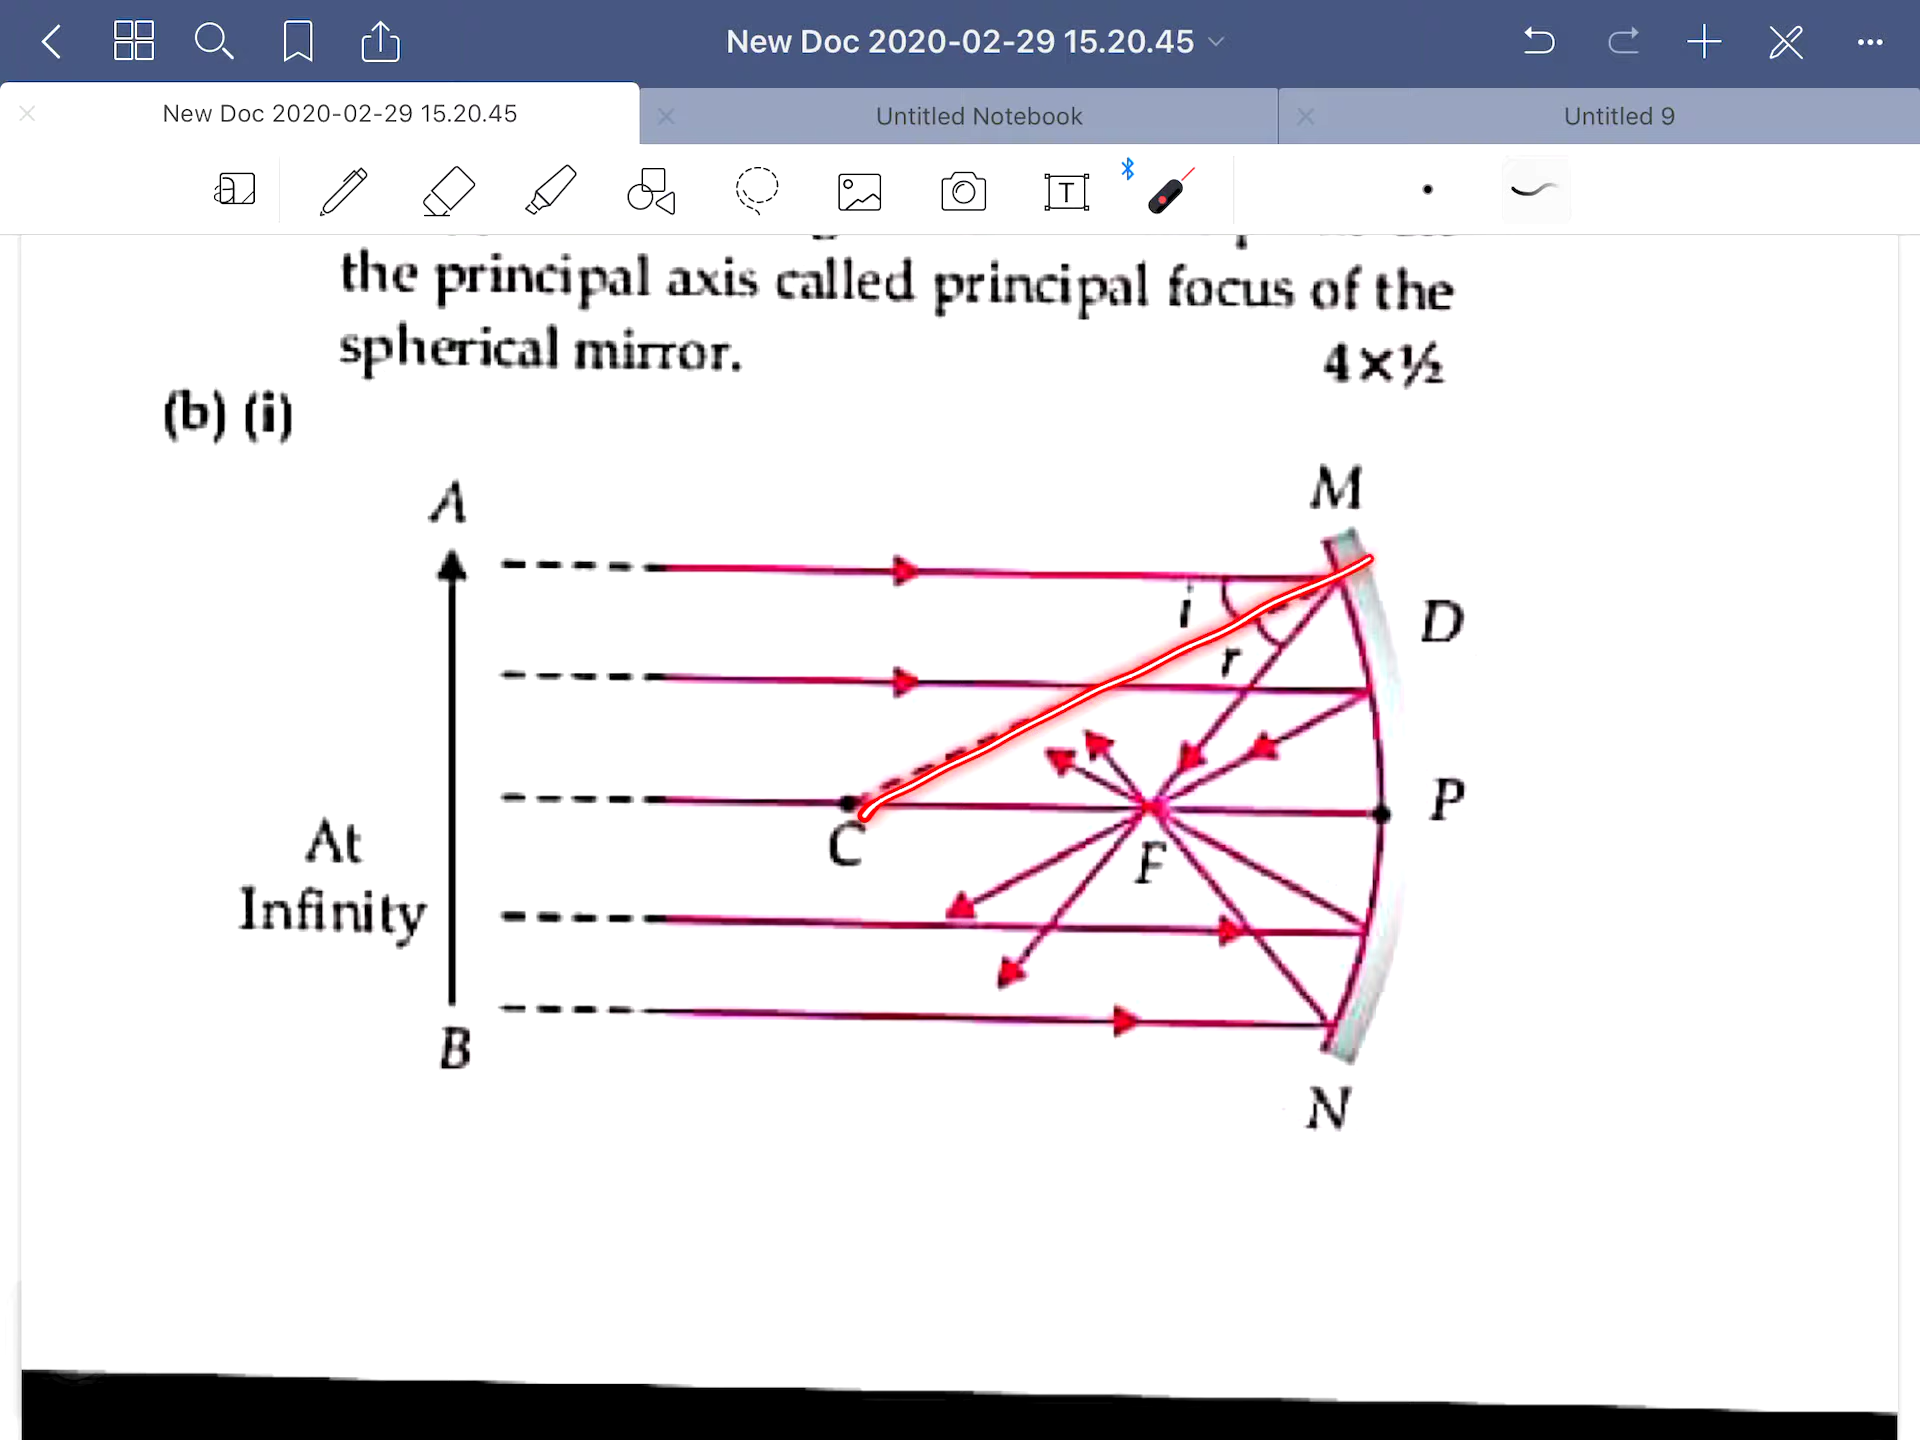 New Doc 2020-02-29 15.20.45
New Doc 2020-02-29 15.20.45
Untitled Notebook
Untitled 9
T
the principal axis called principal focus of the
spherical mirror.
4×½
(b) (i)
A
M
i
D
r
P
C
F
At
Infinity
B
N